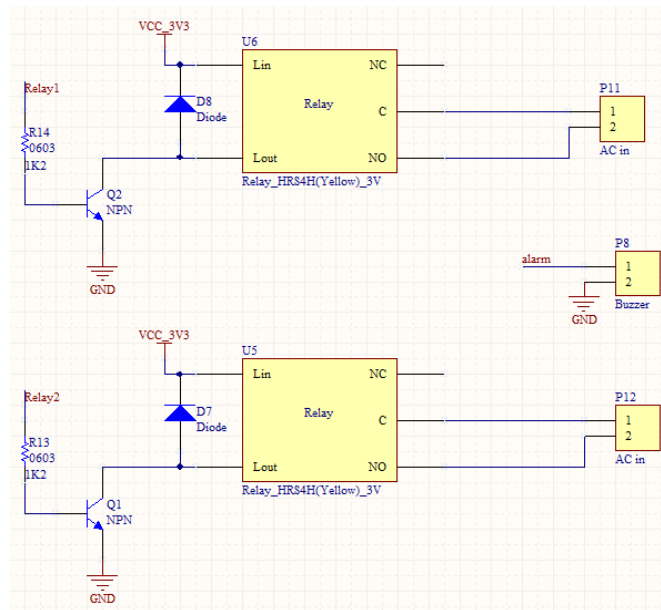 VCC_3V3
U6
Lin
NC
Relay1
D8
Diode
Relay
P11
C
1
R14
2
0603
1K2
Lout
NO
AC in
Relay_HRS4H(Yellow)_3V
Q2
NPN
P8
alarm
1
2
GND
Buzzer
GND
VCC_3V3
U5
Lin
NC
Relay2
D7
Diode
Relay
P12
C
1
R13
2
0603
1K2
Lout
NO
AC in
Relay_HRS4H(Yellow)_3V
Q1
NPN
GND